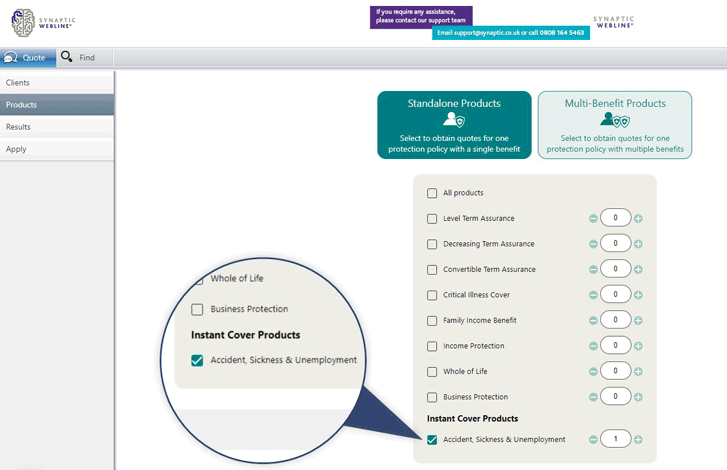 SYNAPTIC
WEBLINE®
If you require any assistance,
please contact our support team
Email support@synaptic.co.uk or call 0808 164 5463
SYNAPTIC
WEBLINE®
Quote
Find
Clients
Products
Results
Apply
Standalone Products
Select to obtain quotes for one
protection policy with a single benefit
Multi-Benefit Products
Select to obtain quotes for one
protection policy with multiple benefits
All products
Level Term Assurance 0
Decreasing Term Assurance 0
Convertible Term Assurance 0
Critical Illness Cover 0
Family Income Benefit 0
Income Protection 0
Whole of Life 0
Business Protection 0
Instant Cover Products
Accident, Sickness & Unemployment 1
Whole of Life
Business Protection
Instant Cover Products
Accident, Sickness & Unemployment